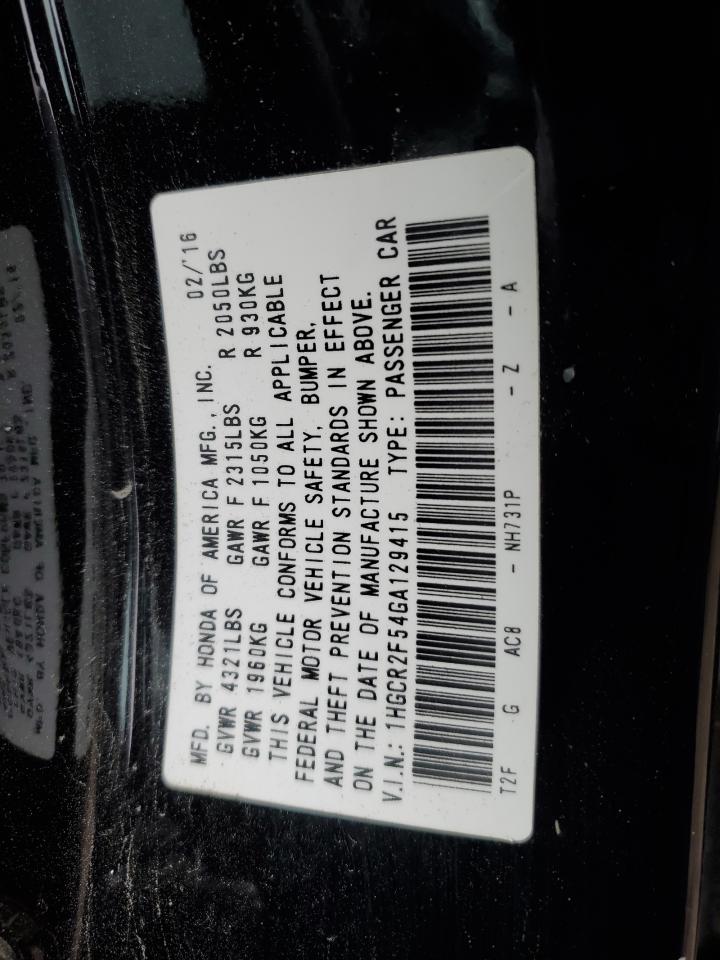 MFD. BY HONDA OF AMERICA MFG., INC. 02/'16
GVWR 4321LBS GAWR F 2315LBS R 2050LBS
GVWR 1960KG GAWR F 1050KG R 930KG
THIS VEHICLE CONFORMS TO ALL APPLICABLE
FEDERAL MOTOR VEHICLE SAFETY, BUMPER,
AND THEFT PREVENTION STANDARDS IN EFFECT
ON THE DATE OF MANUFACTURE SHOWN ABOVE.
V.I.N.: 1HGCR2F54GA129415 TYPE: PASSENGER CAR
T2F G AC8 - NH731P - Z - A